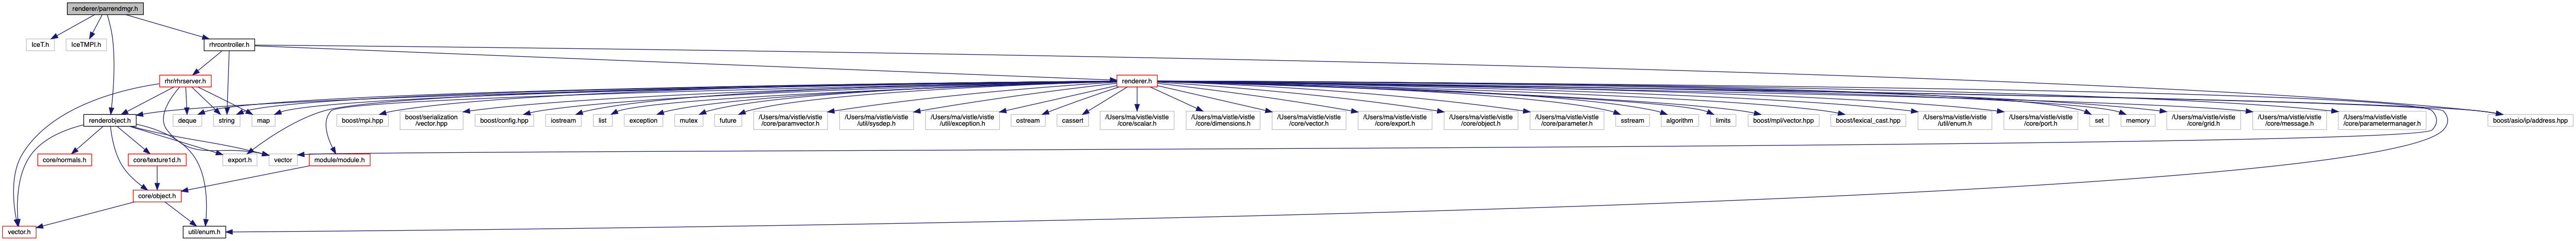 renderer/parrendmgr.h
IceT.h
IceTMPI.h
rhrcontroller.h
rhr/rhrserver.h
renderer.h
renderobject.h
deque
string
map
boost/mpi.hpp
boost/serialization
/vector.hpp
boost/config.hpp
iostream
list
exception
mutex
future
/Users/ma/vistle/vistle
/core/paramvector.h
/Users/ma/vistle/vistle
/util/sysdep.h
/Users/ma/vistle/vistle
/util/exception.h
ostream
cassert
/Users/ma/vistle/vistle
/core/scalar.h
/Users/ma/vistle/vistle
/core/dimensions.h
/Users/ma/vistle/vistle
/core/vector.h
/Users/ma/vistle/vistle
/core/export.h
/Users/ma/vistle/vistle
/core/object.h
/Users/ma/vistle/vistle
/core/parameter.h
sstream
algorithm
limits
boost/mpl/vector.hpp
boost/lexical_cast.hpp
/Users/ma/vistle/vistle
/util/enum.h
/Users/ma/vistle/vistle
/core/port.h
set
memory
/Users/ma/vistle/vistle
/core/grid.h
/Users/ma/vistle/vistle
/core/message.h
/Users/ma/vistle/vistle
/core/parametermanager.h
boost/asio/ip/address.hpp
core/normals.h
core/texture1d.h
export.h
vector
module/module.h
core/object.h
vector.h
util/enum.h